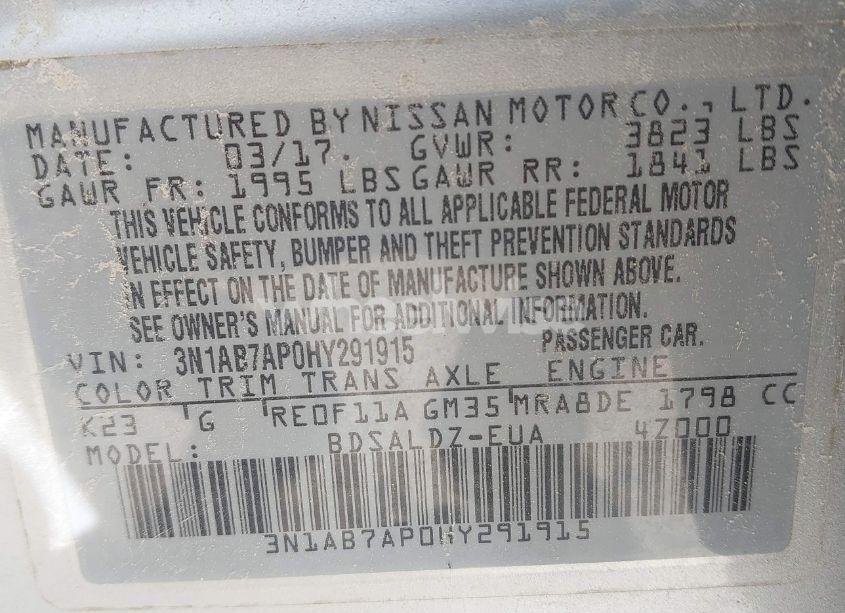 MANUFACTURED BY NISSAN MOTOR CO., LTD.
DATE: 03/17. GVWR: 3823 LBS
GAWR FR: 1995 LBS GAWR RR: 1841 LBS
THIS VEHICLE CONFORMS TO ALL APPLICABLE FEDERAL MOTOR
VEHICLE SAFETY, BUMPER AND THEFT PREVENTION STANDARDS
IN EFFECT ON THE DATE OF MANUFACTURE SHOWN ABOVE.
SEE OWNER'S MANUAL FOR ADDITIONAL INFORMATION.
VIN: 3N1AB7AP0HY291915 PASSENGER CAR.
COLOR TRIM TRANS AXLE ENGINE
K23 G RE0F11A GM35 MRA8DE 1798 CC
MODEL: BDSALDZ-EUA 4Z000
3N1AB7AP0HY291915